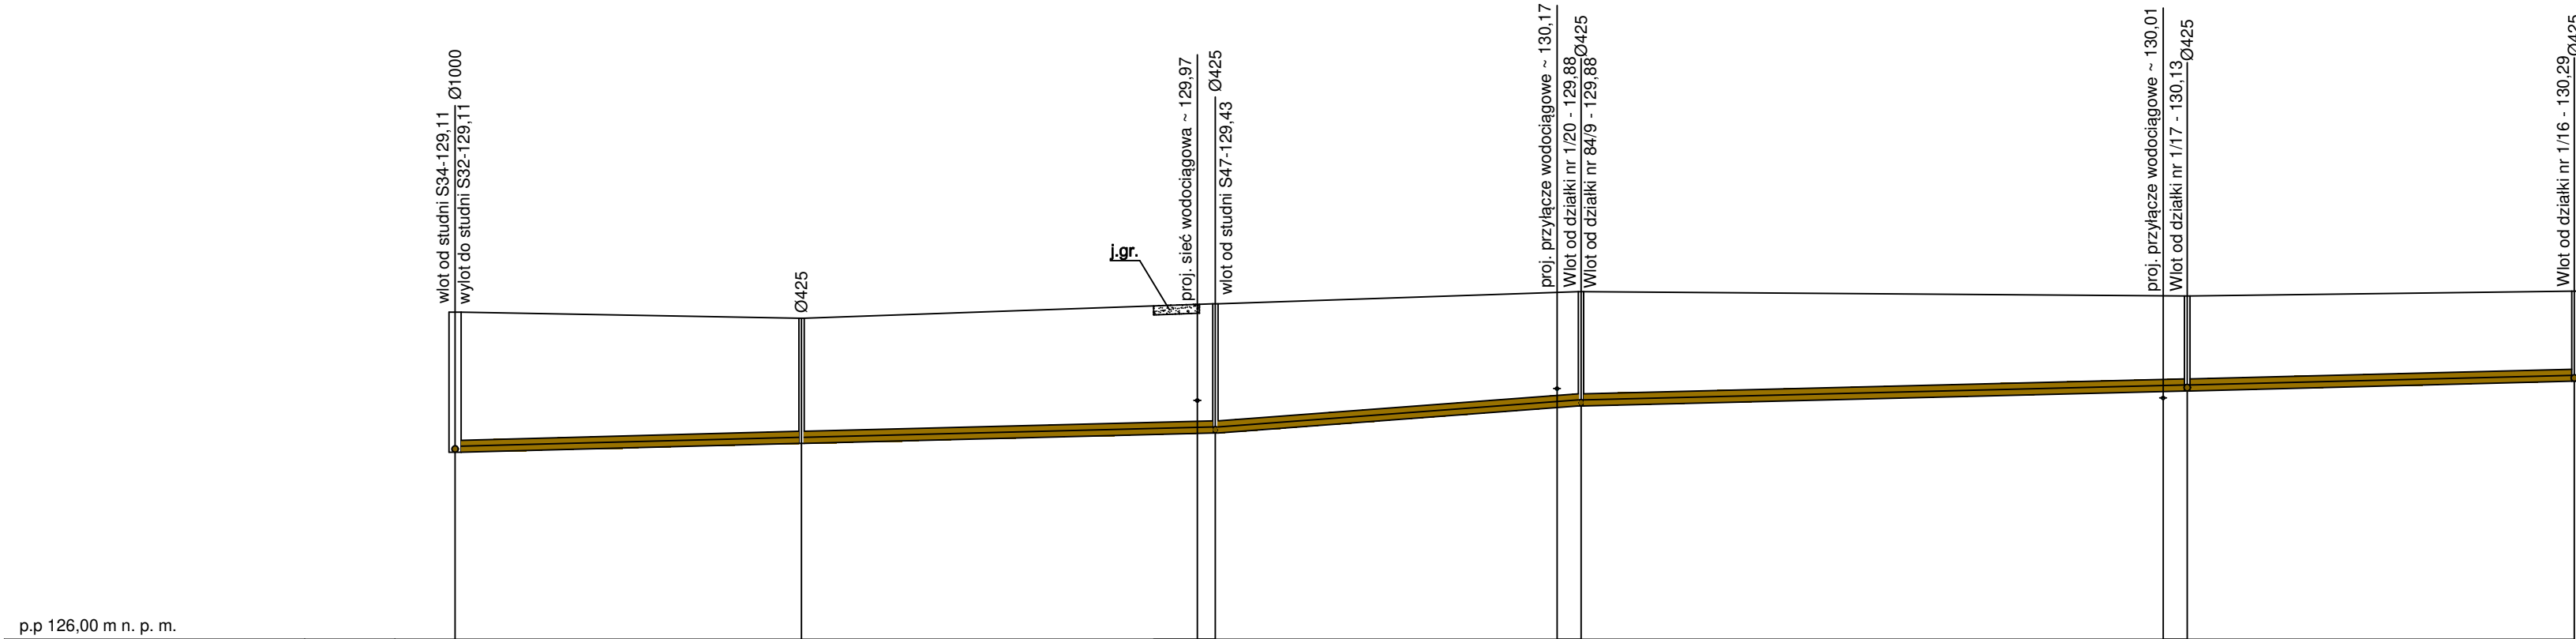 wlot od studni S34-129,11
Ø1000
wylot do studni S32-129,11
Ø425
j.gr.
proj. sieć wodociągowa ~ 129,97
Ø425
wlot od studni S47-129,43
proj. przyłącze wodociągowe ~ 130,17
Wlot od działki nr 1/20 - 129,88
Ø425
Wlot od działki nr 84/9 - 129,88
proj. przyłącze wodociągowe ~ 130,01
Wlot od działki nr 1/17 - 130,13
Ø425
Wlot od działki nr 1/16 - 130,29
Ø425
p.p 126,00 m n. p. m.